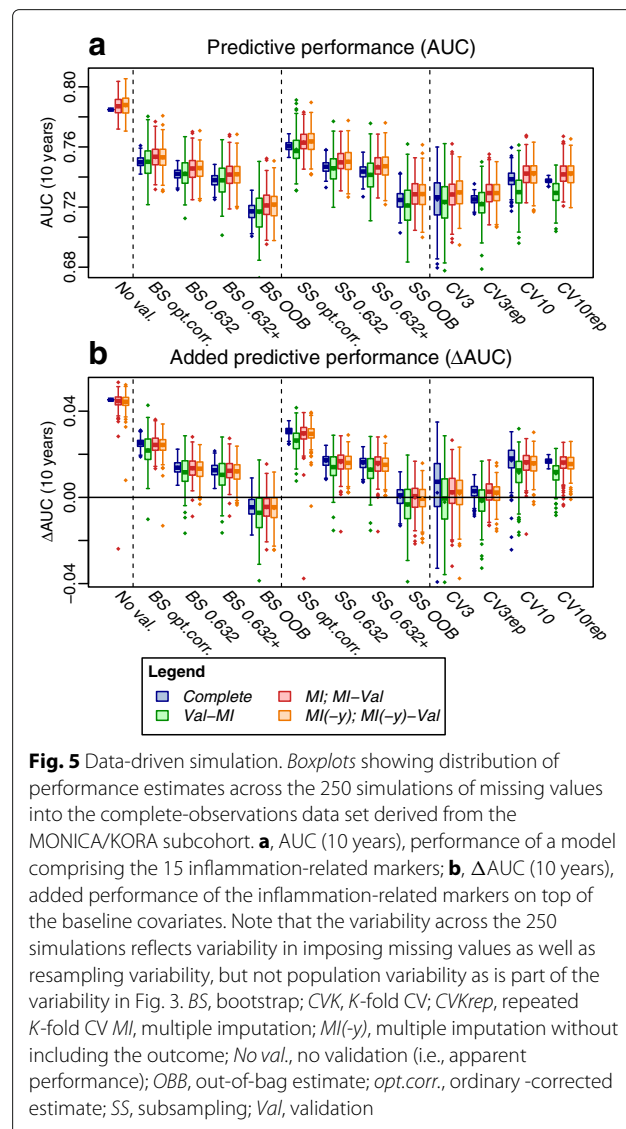 a
Predictive performance (AUC)
AUC (10 years)
0.80
0.76
0.72
0.68
No val.
BS opt.corr.
BS 0.632
BS 0.632+
BS OOB
SS opt.corr.
SS 0.632
SS 0.632+
SS OOB
CV3
CV3rep
CV10
CV10rep
b
Added predictive performance (ΔAUC)
ΔAUC (10 years)
0.04
0.00
−0.04
No val.
BS opt.corr.
BS 0.632
BS 0.632+
BS OOB
SS opt.corr.
SS 0.632
SS 0.632+
SS OOB
CV3
CV3rep
CV10
CV10rep
Legend
Complete
Val−MI
MI; MI−Val
MI(−y); MI(−y)−Val
Fig. 5 Data-driven simulation. Boxplots showing distribution of
performance estimates across the 250 simulations of missing values
into the complete-observations data set derived from the
MONICA/KORA subcohort. a, AUC (10 years), performance of a model
comprising the 15 inflammation-related markers; b, ΔAUC (10 years),
added performance of the inflammation-related markers on top of
the baseline covariates. Note that the variability across the 250
simulations reflects variability in imposing missing values as well as
resampling variability, but not population variability as is part of the
variability in Fig. 3. BS, bootstrap; CVK, K-fold CV; CVKrep, repeated
K-fold CV MI, multiple imputation; MI(-y), multiple imputation without
including the outcome; No val., no validation (i.e., apparent
performance); OBB, out-of-bag estimate; opt.corr., ordinary -corrected
estimate; SS, subsampling; Val, validation